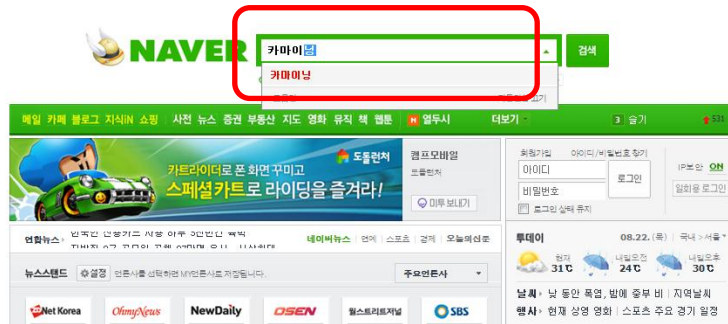 NAVER
카마이닝
검색
카마이닝
메일 카페 블로그 지식iN 쇼핑 사전 뉴스 증권 부동산 지도 영화 뮤직 책 웹툰 N 열두시 더보기 3 슬기 531
카트라이더로 폰 화면 꾸미고
스페셜 카트로 라이딩을 즐겨라!
도돌런처
캠프모바일
도돌런처
미투 보내기
회원가입 아이디/비밀번호 찾기
아이디
비밀번호
로그인
로그인 상태 유지
IP보안 ON
일회용 로그인
연합뉴스
네이버뉴스 연예 스포츠 경제 오늘의신문
뉴스스탠드 설정 언론사를 선택하면 MY언론사로 저장됩니다. 주요언론사
Net Korea OhmyNews NewDaily OSEN 월스트리트저널 SBS
투데이 08.22.(목) 국내 > 서울
현재 31℃ 내일오전 24℃ 내일오후 30℃
날씨 낮 동안 폭염, 밤에 중부 비 지역날씨
행사 현재 상영 영화 스포츠 주요 경기 일정